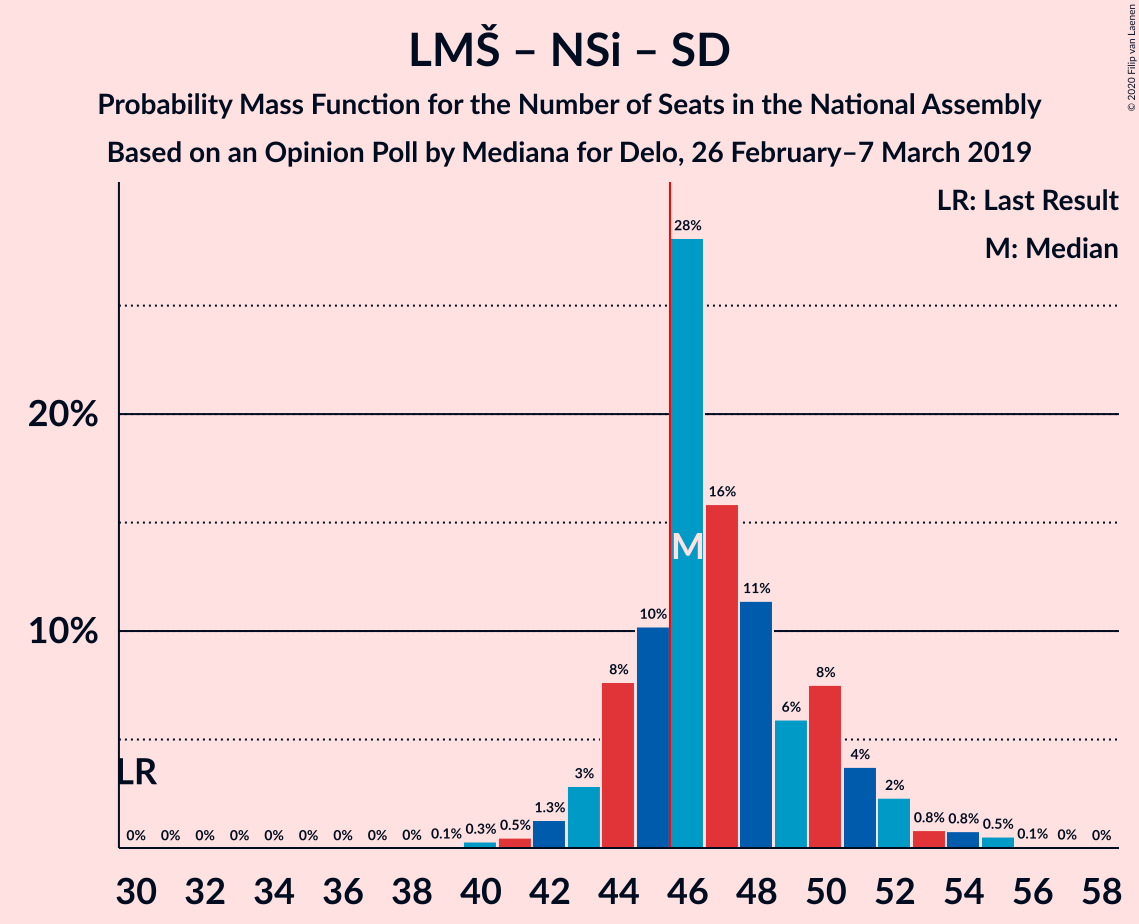 LMŠ – NSi – SD
Probability Mass Function for the Number of Seats in the National Assembly
Based on an Opinion Poll by Mediana for Delo, 26 February–7 March 2019
© 2020 Filip van Laenen
LR: Last Result
M: Median
20%
10%
LR
M
0% 0% 0% 0% 0% 0% 0% 0% 0% 0.1% 0.3% 0.5% 1.3% 3% 8% 10% 28% 16% 11% 6% 8% 4% 2% 0.8% 0.8% 0.5% 0.1% 0% 0%
30 32 34 36 38 40 42 44 46 48 50 52 54 56 58